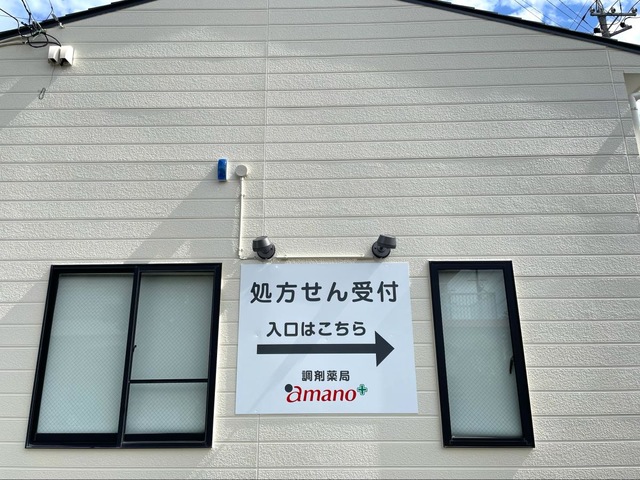 処方せん受付
入口はこちら
調剤薬局
amano